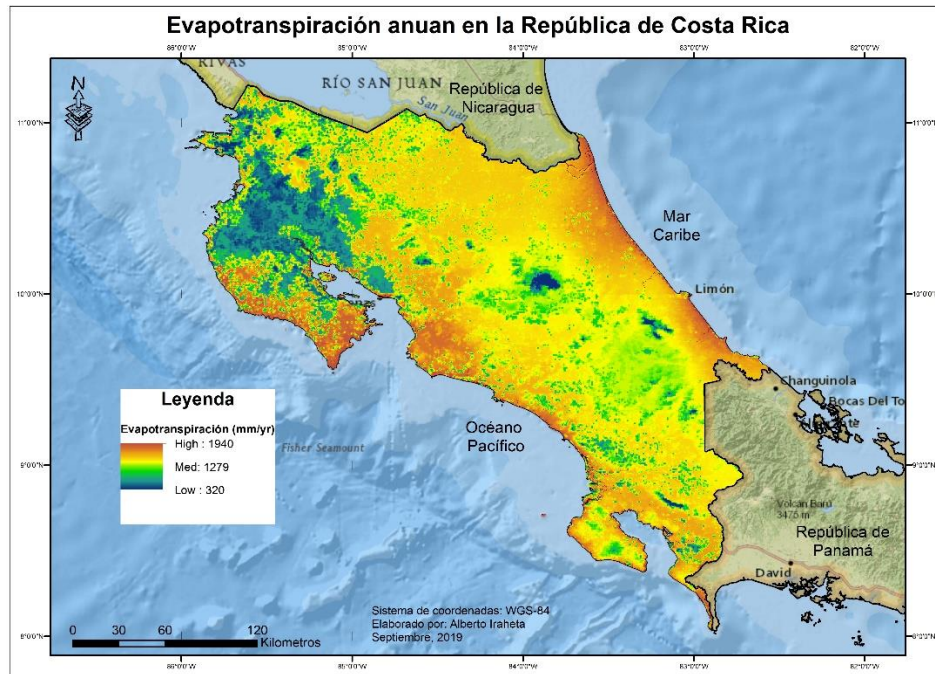 Evapotranspiración anuan en la República de Costa Rica
86°0'0"W 85°0'0"W 84°0'0"W 83°0'0"W 82°0'0"W
RIVAS
RÍO SAN JUAN
República de
Nicaragua
N
San Juan
11°0'0"N 11°0'0"N
Mar
Caribe
Limón
10°0'0"N 10°0'0"N
Changuinola
Bocas Del To
Leyenda
Evapotranspiración (mm/yr)
High : 1940
Med: 1279
Low : 320
Océano
Pacífico
Fisher Seamount
9°0'0"N 9°0'0"N
Volcán Barú
3475 m
República de
Panamá
David
Sistema de coordenadas: WGS-84
Elaborado por: Alberto Iraheta
Septiembre, 2019
0 30 60 120
Kilometros
8°0'0"N 8°0'0"N
86°0'0"W 85°0'0"W 84°0'0"W 83°0'0"W 82°0'0"W